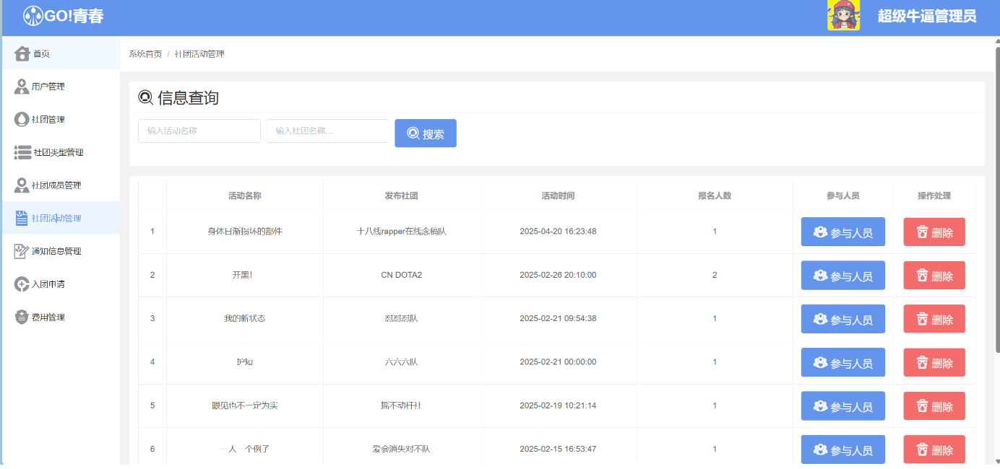 GO!青春
超级牛逼管理员
首页
用户管理
社团管理
社团类型管理
社团成员管理
社团活动管理
通知信息管理
入团申请
费用管理
系统首页 / 社团活动管理
信息查询
输入活动名称 输入社团名称... 搜索
活动名称 发布社团 活动时间 报名人数 参与人员 操作处理
1 身体日渐损坏的部件 十八线rapper在线念稿队 2025-04-20 16:23:48 1 参与人员 删除
2 开黑! CN DOTA2 2025-02-26 20:10:00 2 参与人员 删除
3 我的新状态 怼怼怼队 2025-02-21 09:54:38 1 参与人员 删除
4 护短 六六六队 2025-02-21 00:00:00 1 参与人员 删除
5 眼见也不一定为实 摇不动杆社 2025-02-19 10:21:14 1 参与人员 删除
6 一人一个例了 爱会消失对不队 2025-02-15 16:53:47 1 参与人员 删除